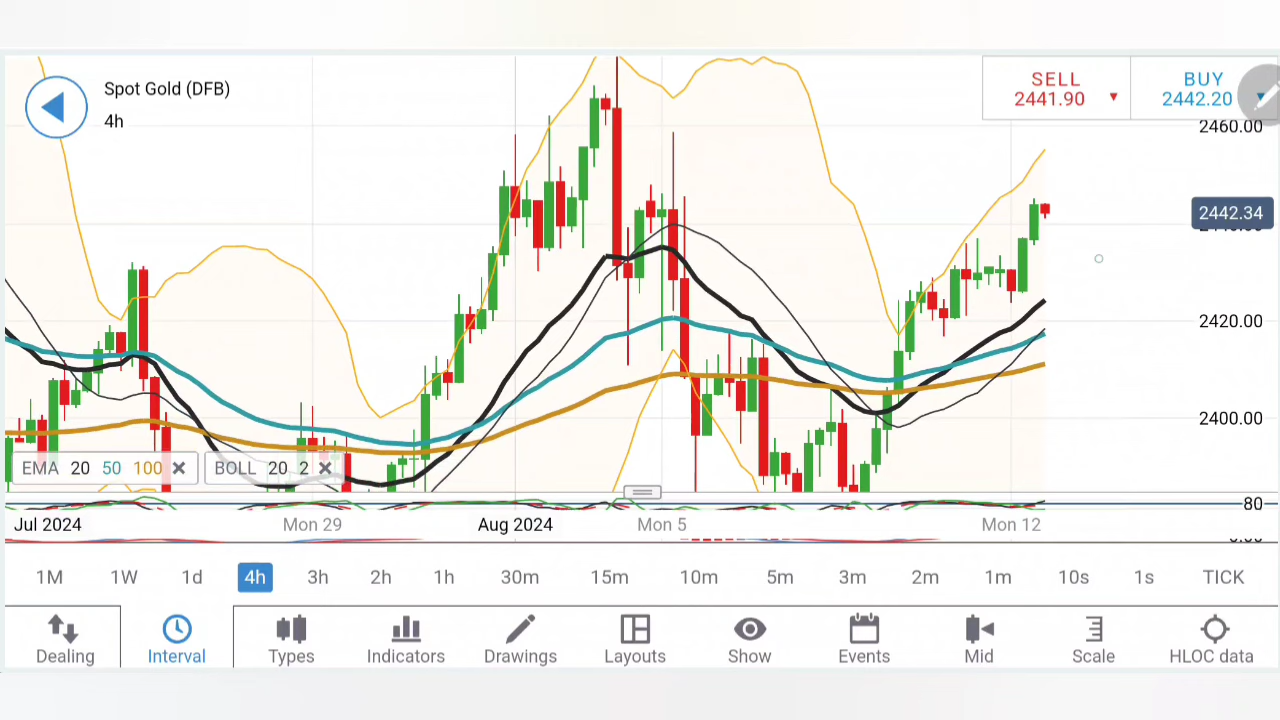 Spot Gold (DFB)
4h
SELL
2441.90
BUY
2442.20
2460.00
2442.34
2420.00
2400.00
EMA 20 50 100
BOLL 20 2
80
Jul 2024 Mon 29 Aug 2024 Mon 5 Mon 12
1M 1W 1d 4h 3h 2h 1h 30m 15m 10m 5m 3m 2m 1m 10s 1s TICK
Dealing Interval Types Indicators Drawings Layouts Show Events Mid Scale HLOC data